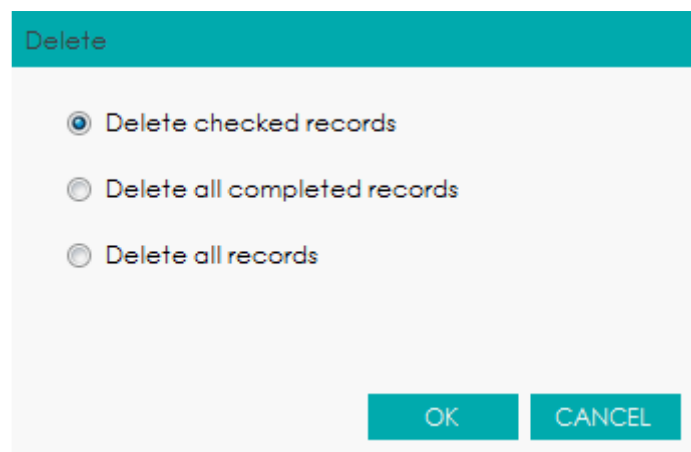 Delete
Delete checked records
Delete all completed records
Delete all records
OK CANCEL